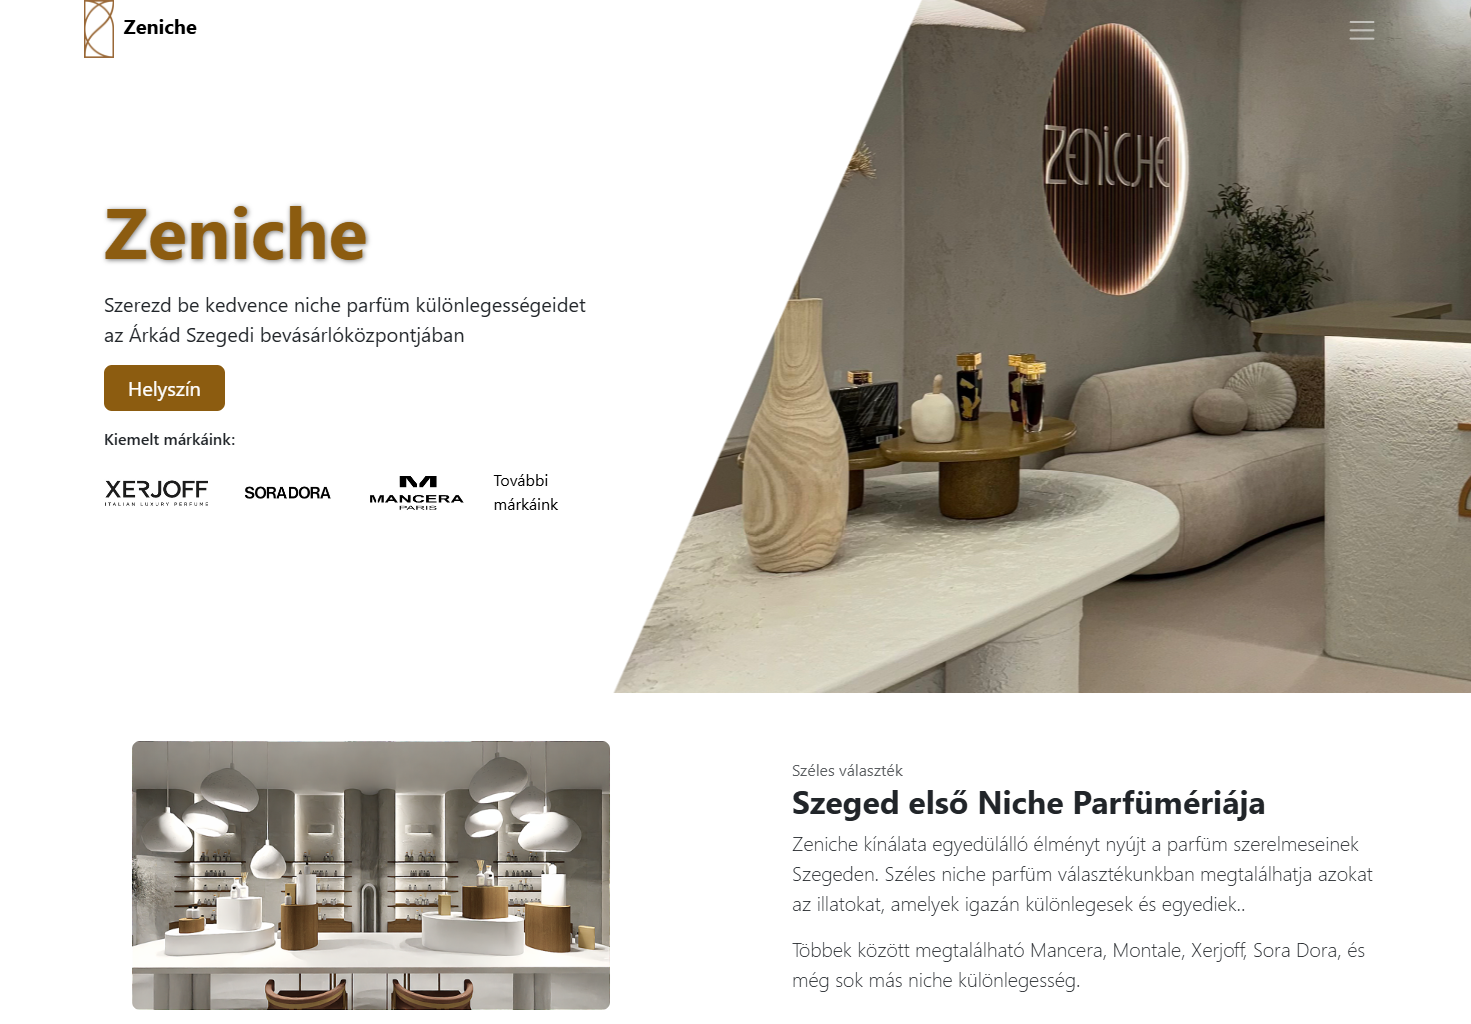 Zeniche
ZENICHE
Zeniche
Szerezd be kedvence niche parfüm különlegességeidet
az Árkád Szegedi bevásárlóközpontjában
Helyszín
Kiemelt márkáink:
XERJOFF
ITALIAN LUXURY PERFUMS
SORA DORA
MANCERA
PARIS
További
márkáink
Széles választék
Szeged első Niche Parfümériája
Zeniche kínálata egyedülálló élményt nyújt a parfüm szerelmeseinek
Szegeden. Széles niche parfüm választékunkban megtalálhatja azokat
az illatokat, amelyek igazán különlegesek és egyediek..
Többek között megtalálható Mancera, Montale, Xerjoff, Sora Dora, és
még sok más niche különlegesség.